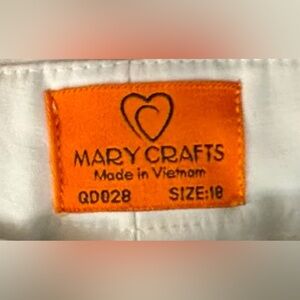 MARY CRAFTS
Made in Vietnam
QD028 SIZE:18